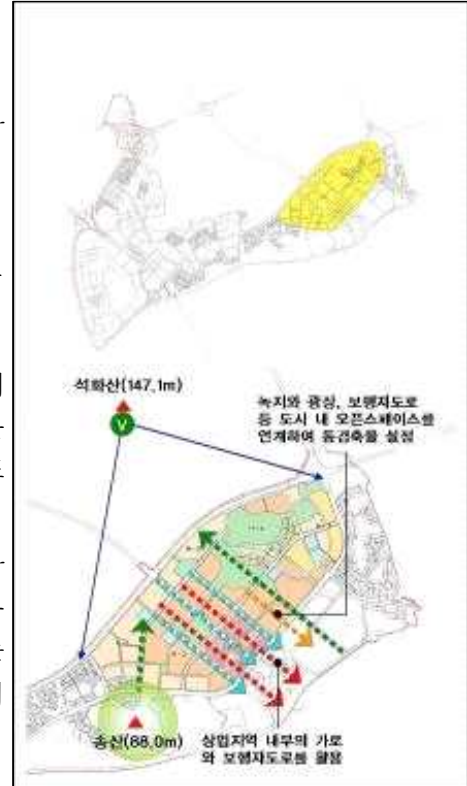 석화산(147.1m)
V
녹지와 광장, 보행자도로
등 도시 내 오픈스페이스를
연계하여 통경축을 설정
송산(88.0m)
상업지역 내부의 가로
와 보행자도로를 활용